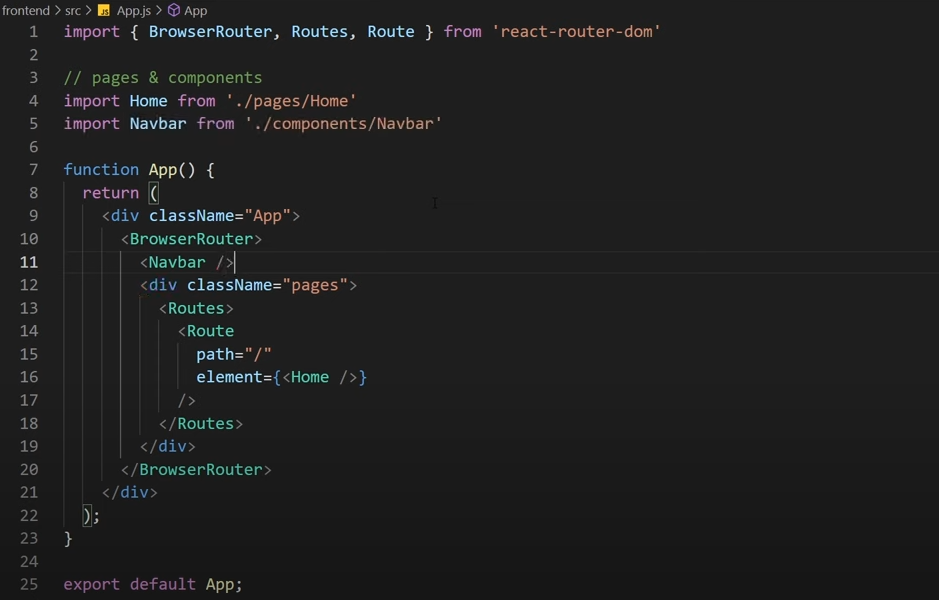 frontend > src > JS App.js > App
1 import { BrowserRouter, Routes, Route } from 'react-router-dom'
2
3 // pages & components
4 import Home from './pages/Home'
5 import Navbar from './components/Navbar'
6
7 function App() {
8   return (
9     <div className="App">
10       <BrowserRouter>
11         <Navbar />
12         <div className="pages">
13           <Routes>
14             <Route
15               path="/"
16               element={<Home />}
17             />
18           </Routes>
19         </div>
20       </BrowserRouter>
21     </div>
22   );
23 }
24
25 export default App;